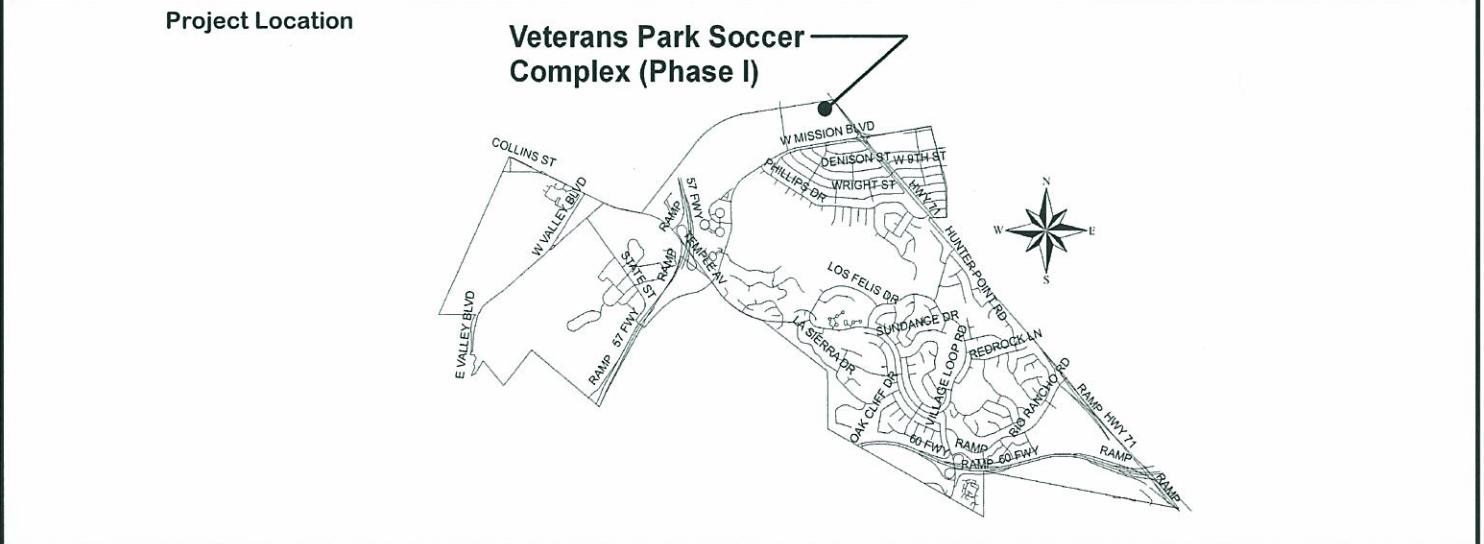 Project Location
Veterans Park Soccer
Complex (Phase I)
COLLINS ST
W MISSION BLVD
DENISON ST
W 9TH ST
PHILLIPS DR
WRIGHT ST
HWY 71
57 FWY
RAMP
W VALLEY BLVD
TEMPLE AV
RAMP
STATE ST
HUNTER POINT RD
N
W
E
S
LOS FELIS DR
E VALLEY BLVD
57 FWY
RAMP
LA SIERRA DR
SUNDANCE DR
VILLAGE LOOP RD
REDROCK LN
OAK CLIFF DR
RIO RANCHO RD
RAMP
HWY 71
60 FWY
RAMP
RAMP
60 FWY
RAMP
RAMP